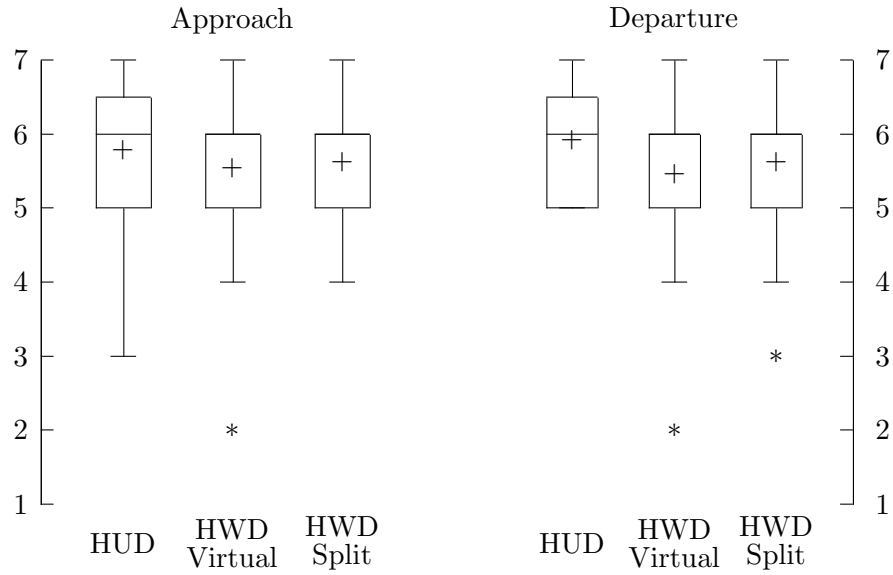 Approach
Departure
7
6
5
4
3
2
1
7
6
5
4
3
2
1
*
*
*
HUD
HWD
Virtual
HWD
Split
HUD
HWD
Virtual
HWD
Split